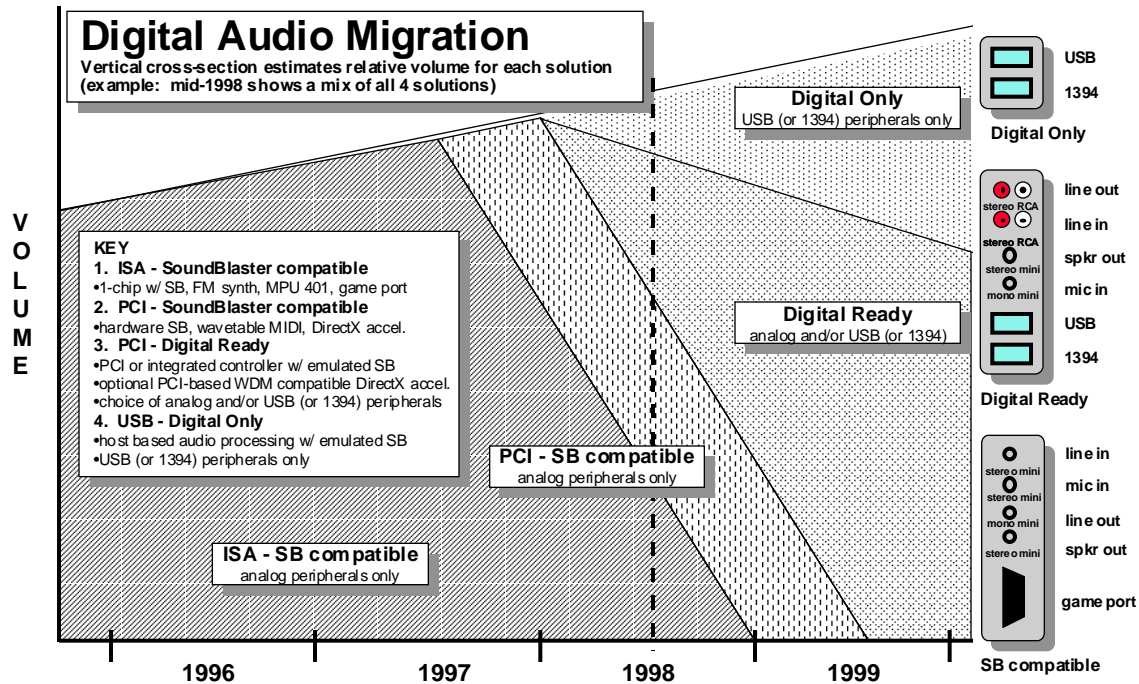 Digital Audio Migration
Vertical cross-section estimates relative volume for each solution
(example: mid-1998 shows a mix of all 4 solutions)
VOLUME
KEY
1. ISA - SoundBlaster compatible
•1-chip w/ SB, FM synth, MPU 401, game port
2. PCI - SoundBlaster compatible
•hardware SB, wavetable MIDI, DirectX accel.
3. PCI - Digital Ready
•PCI or integrated controller w/ emulated SB
•optional PCI-based WDM compatible DirectX accel.
•choice of analog and/or USB (or 1394) peripherals
4. USB - Digital Only
•host based audio processing w/ emulated SB
•USB (or 1394) peripherals only
Digital Only
USB (or 1394) peripherals only
Digital Ready
analog and/or USB (or 1394)
PCI - SB compatible
analog peripherals only
ISA - SB compatible
analog peripherals only
1996
1997
1998
1999
USB
1394
Digital Only
line out
stereo RCA
line in
stereo RCA
spkr out
stereo mini
mic in
mono mini
USB
1394
Digital Ready
line in
stereo mini
mic in
stereo mini
line out
mono mini
spkr out
stereo mini
game port
SB compatible